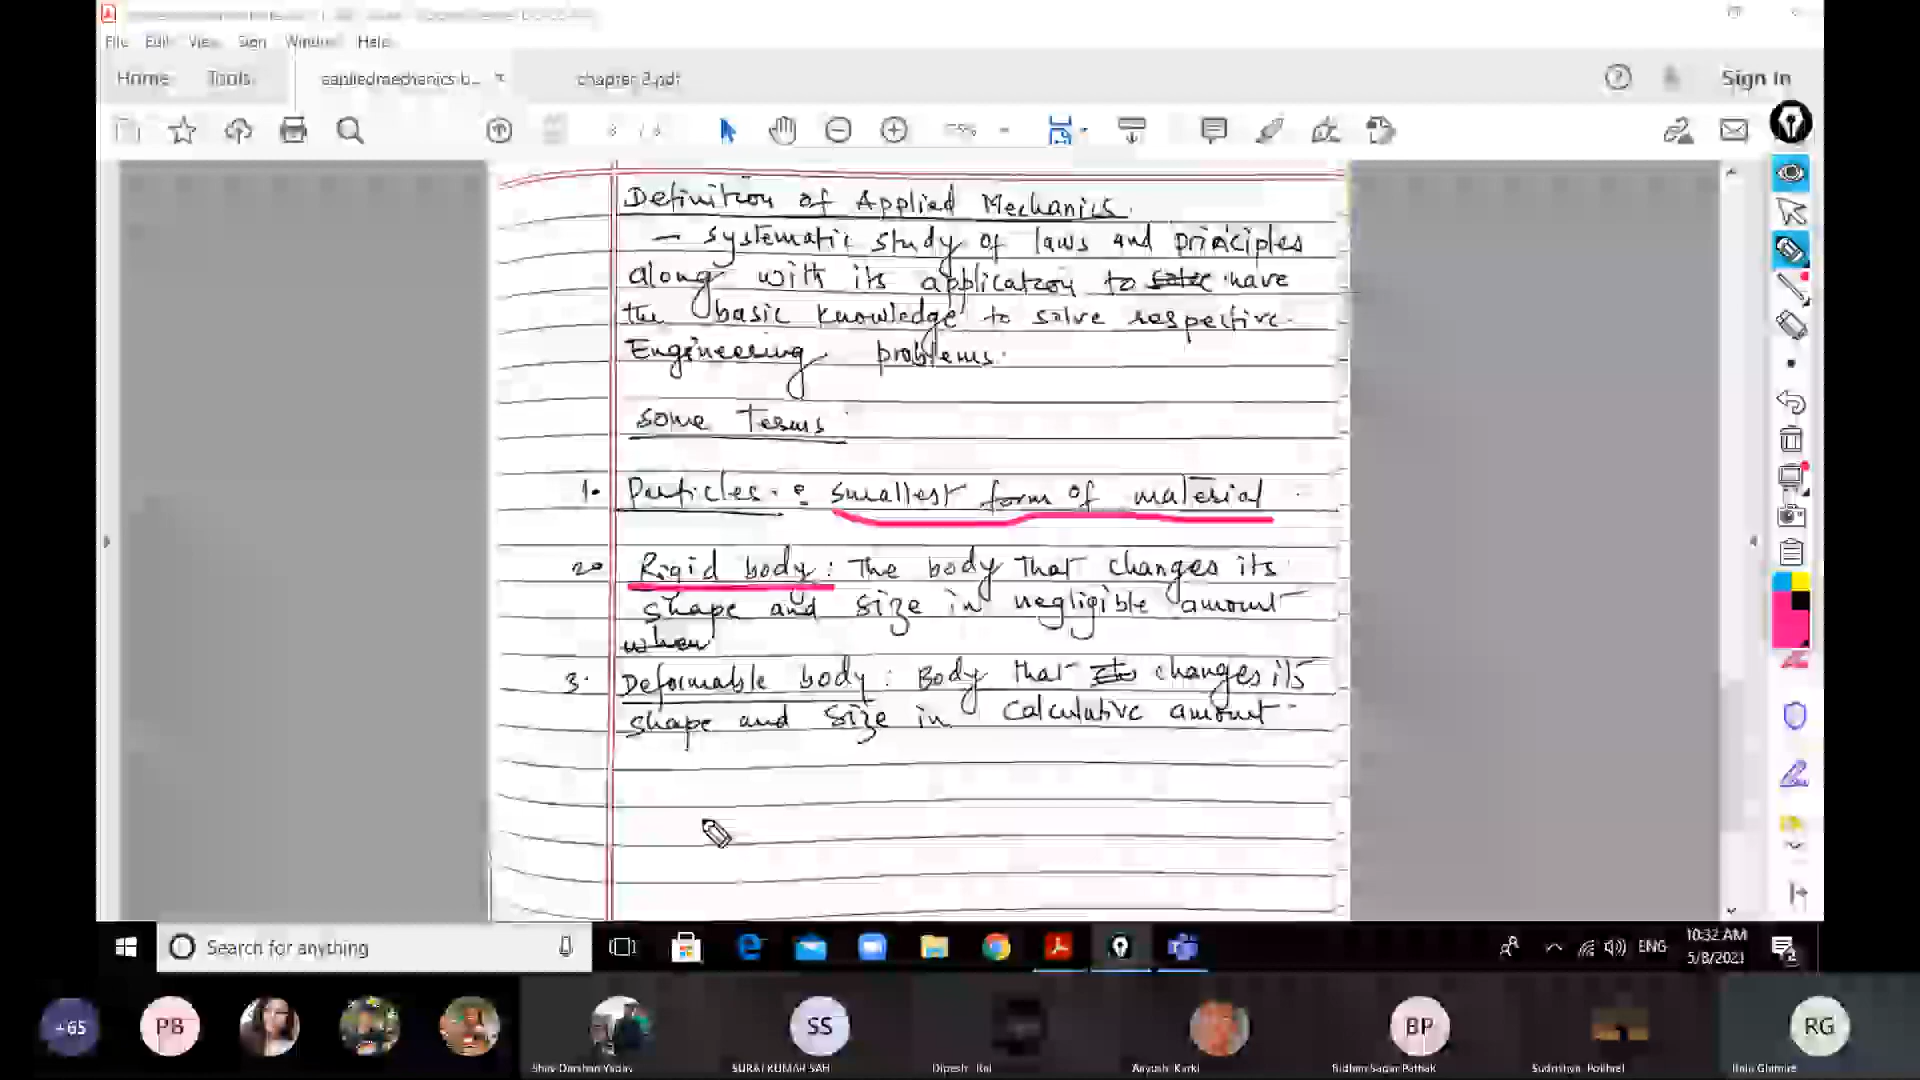 File Edit View Sign Window Help
Home Tools chapter 2.pdf Sign In
Definition of Applied Mechanics.
– systematic study of laws and principles
along with its application to have
the basic knowledge to solve respective
Engineering problems.
some Terms
1. Particles : smallest form of material
2. Rigid body : The body that changes its
shape and size in negligible amount
when
3. Deformable body : Body that changes its
shape and size in calculative amount
Search for anything
ENG
10:32 AM
5/8/2021
+65 PB SS BP RG
SURAJ KUMAR SAH